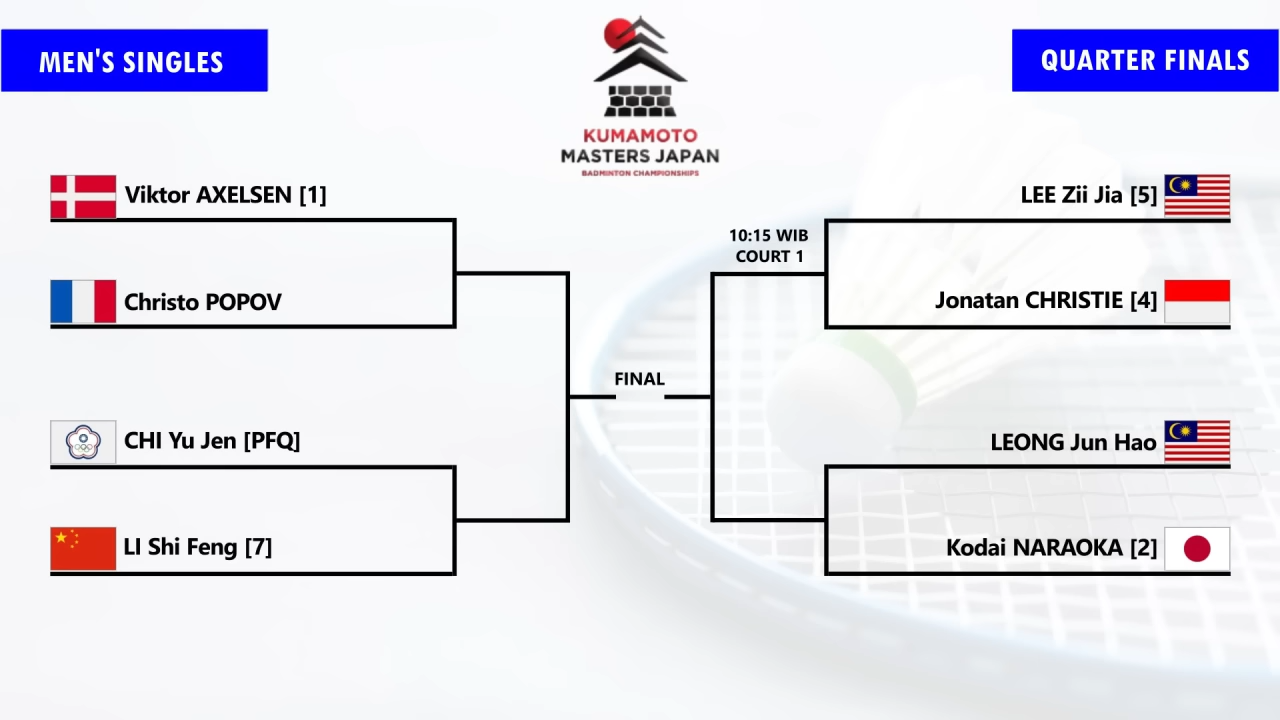 MEN'S SINGLES
QUARTER FINALS
KUMAMOTO
MASTERS JAPAN
BADMINTON CHAMPIONSHIPS
Viktor AXELSEN [1]
Christo POPOV
CHI Yu Jen [PFQ]
LI Shi Feng [7]
FINAL
10:15 WIB
COURT 1
LEE Zii Jia [5]
Jonatan CHRISTIE [4]
LEONG Jun Hao
Kodai NARAOKA [2]